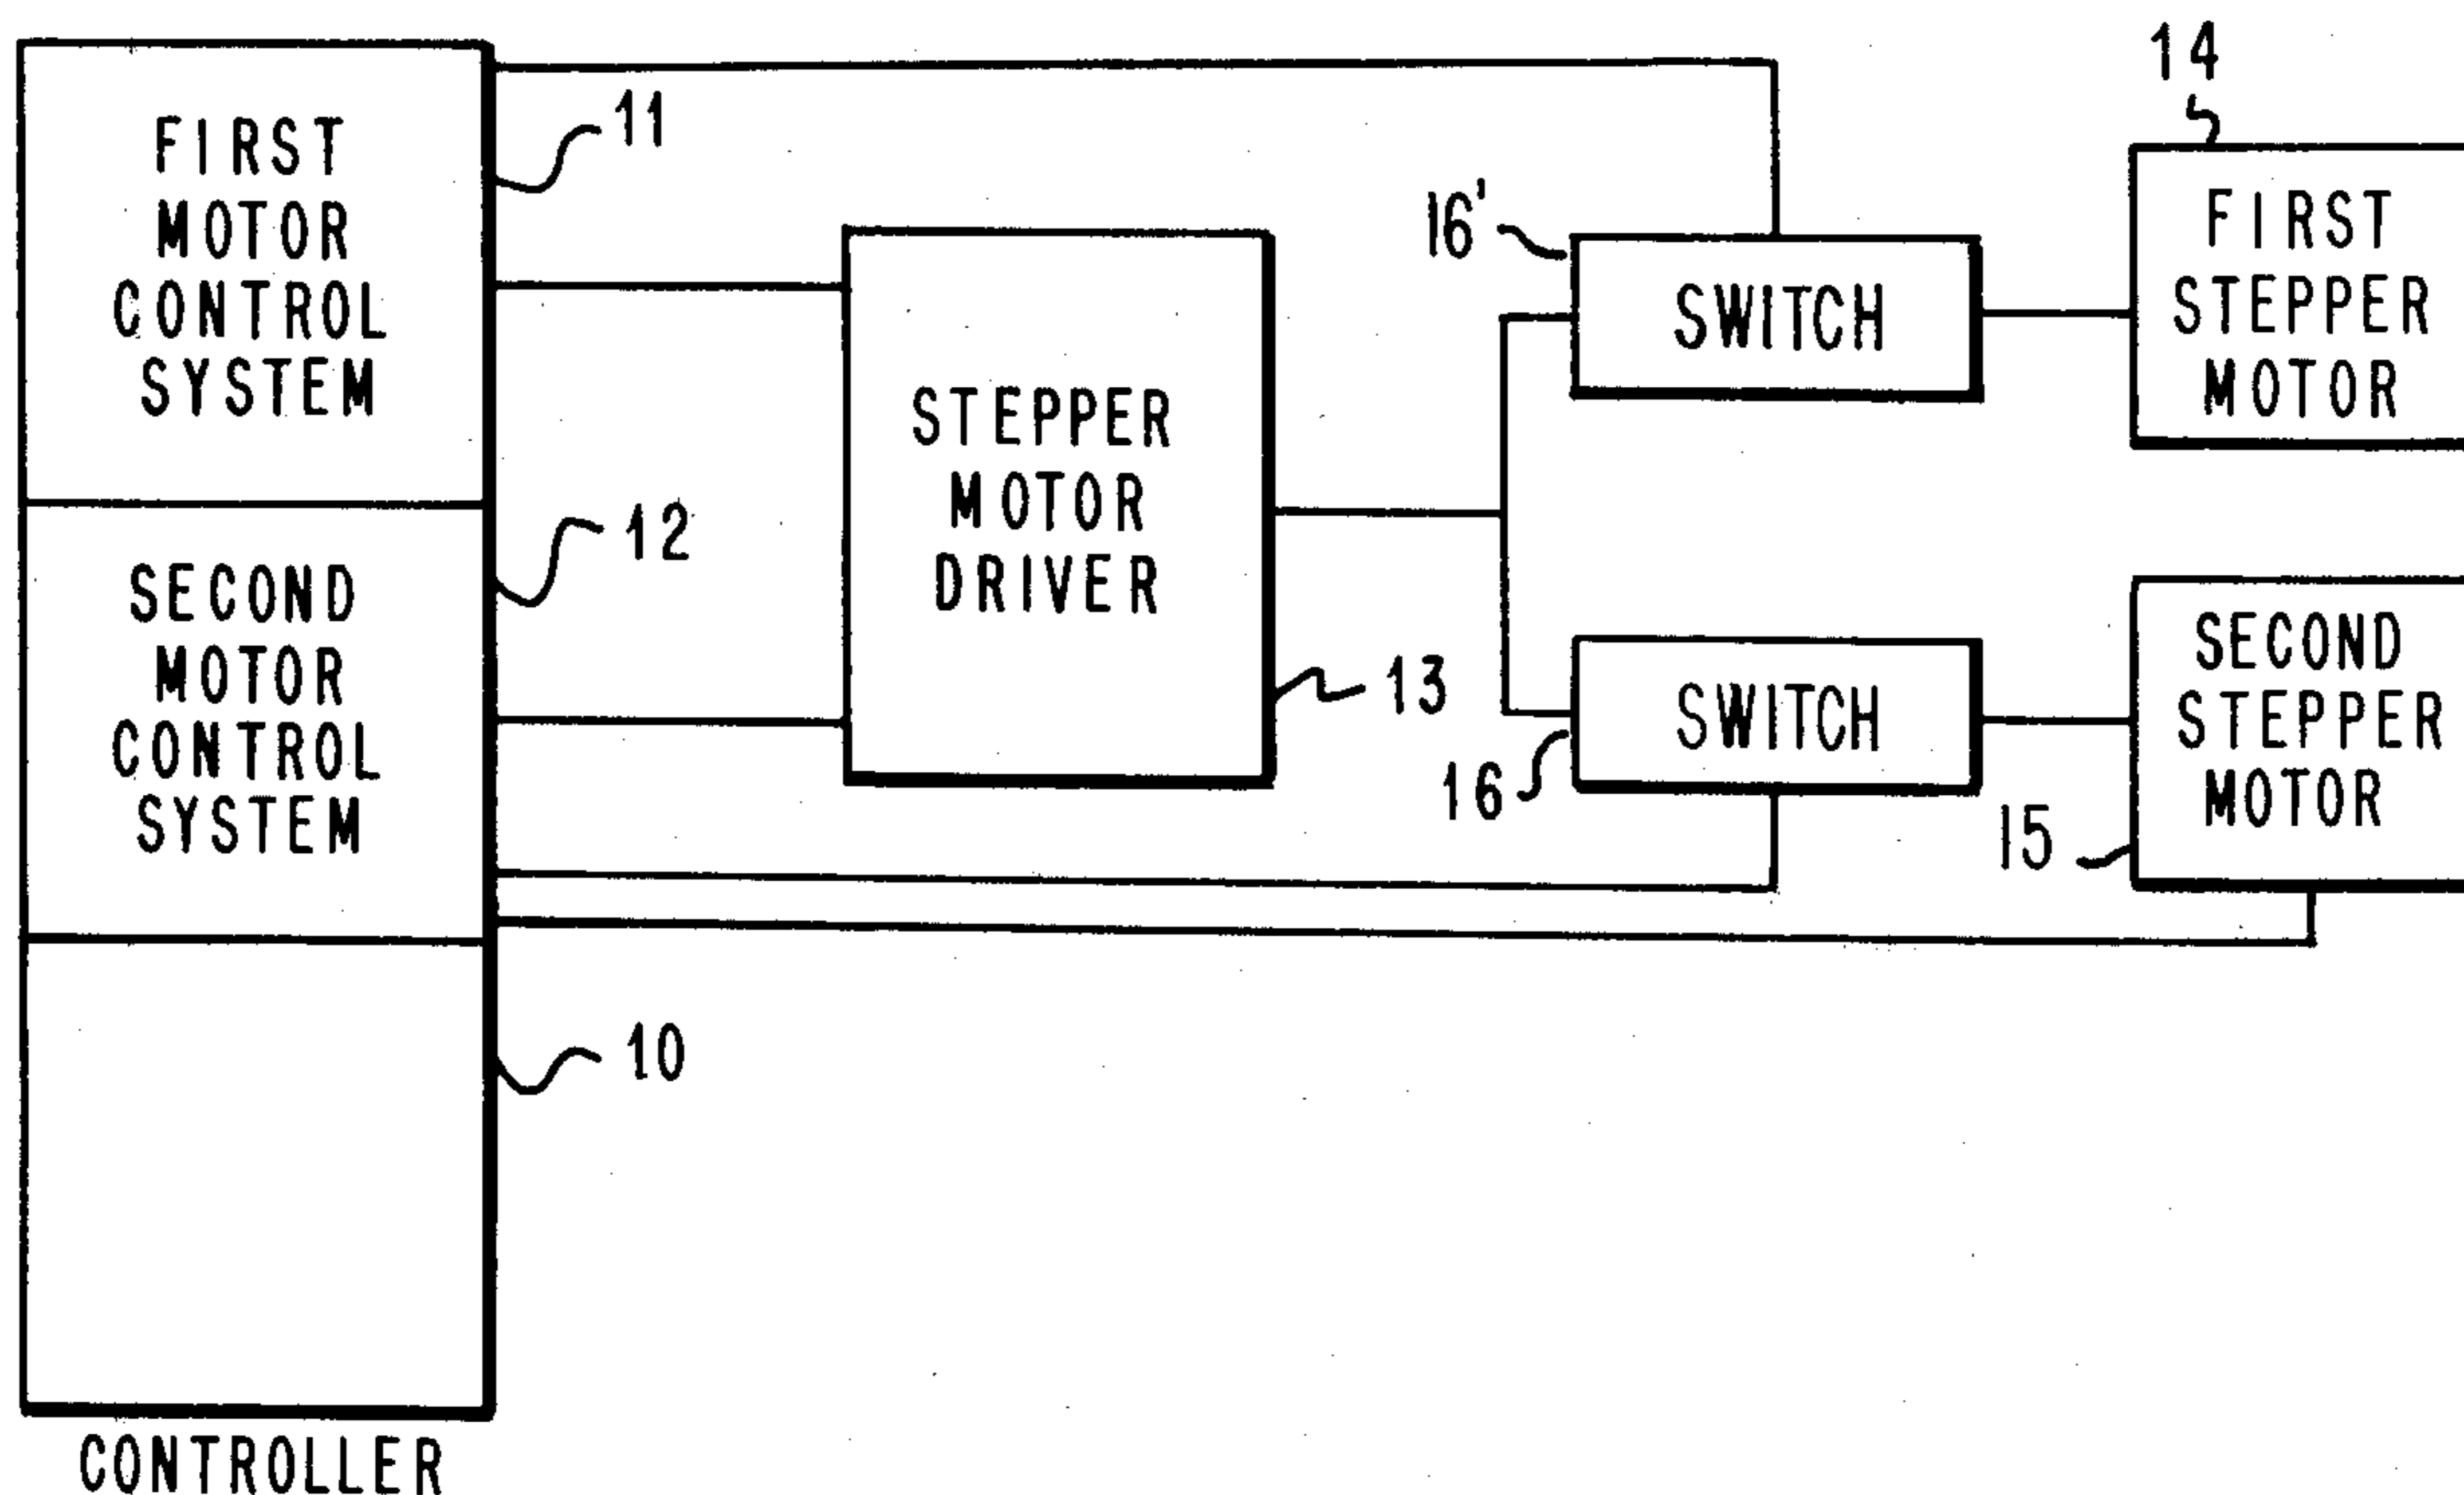 FIRST
MOTOR
CONTROL
SYSTEM
11
SECOND
MOTOR
CONTROL
SYSTEM
12
10
CONTROLLER
STEPPER
MOTOR
DRIVER
13
16'
SWITCH
16
SWITCH
14
FIRST
STEPPER
MOTOR
SECOND
STEPPER
MOTOR
15